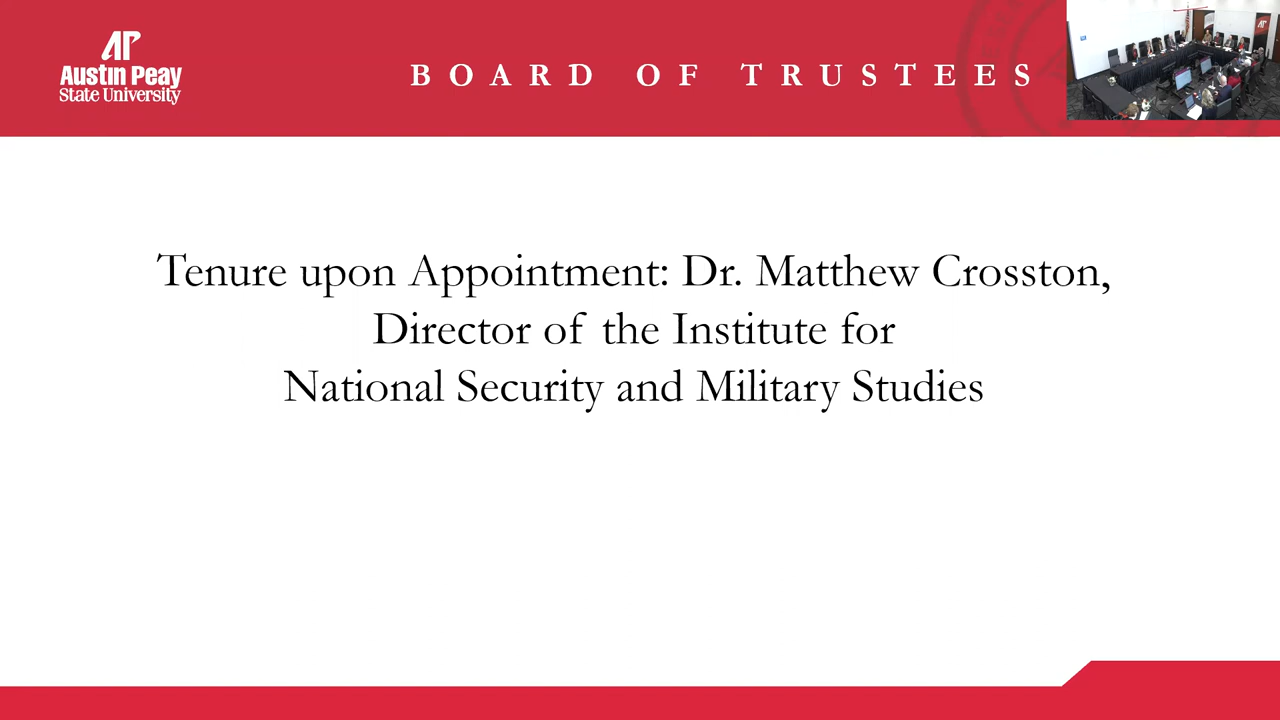 AP
Austin Peay
State University
BOARD OF TRUSTEES
Tenure upon Appointment: Dr. Matthew Crosston,
Director of the Institute for
National Security and Military Studies